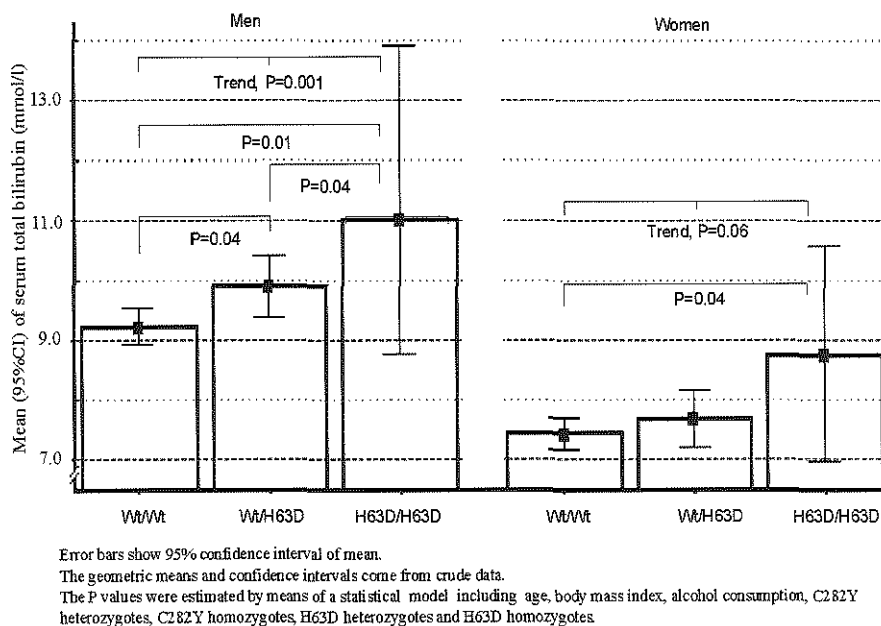 Men
Women
Trend, P=0.001
13.0
P=0.01
P=0.04
11.0
P=0.04
Trend, P=0.06
P=0.04
9.0
7.0
Mean (95%CI) of serum total bilirubin (mmol/l)
Wt/Wt
Wt/H63D
H63D/H63D
Wt/Wt
Wt/H63D
H63D/H63D
Error bars show 95% confidence interval of mean.
The geometric means and confidence intervals come from crude data.
The P values were estimated by means of a statistical model including age, body mass index, alcohol consumption, C282Y
heterozygotes, C282Y homozygotes, H63D heterozygotes and H63D homozygotes.